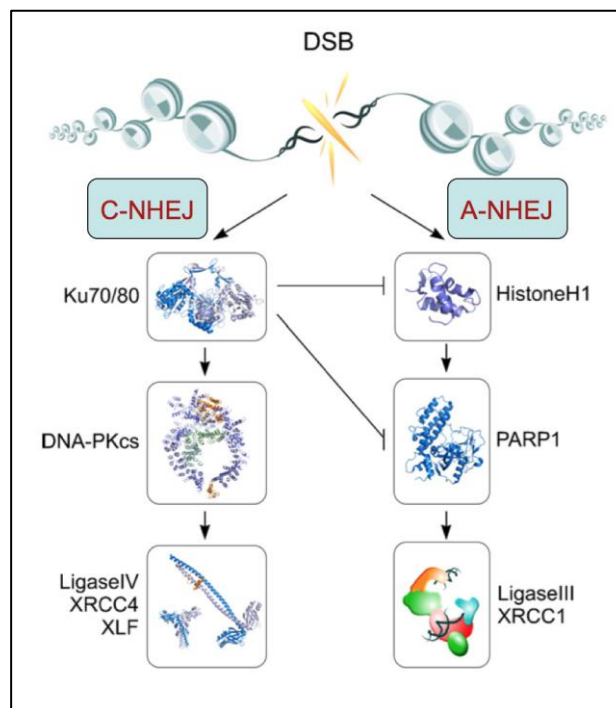 DSB
C-NHEJ
A-NHEJ
Ku70/80
HistoneH1
DNA-PKcs
PARP1
LigaseIV
XRCC4
XLF
LigaseIII
XRCC1